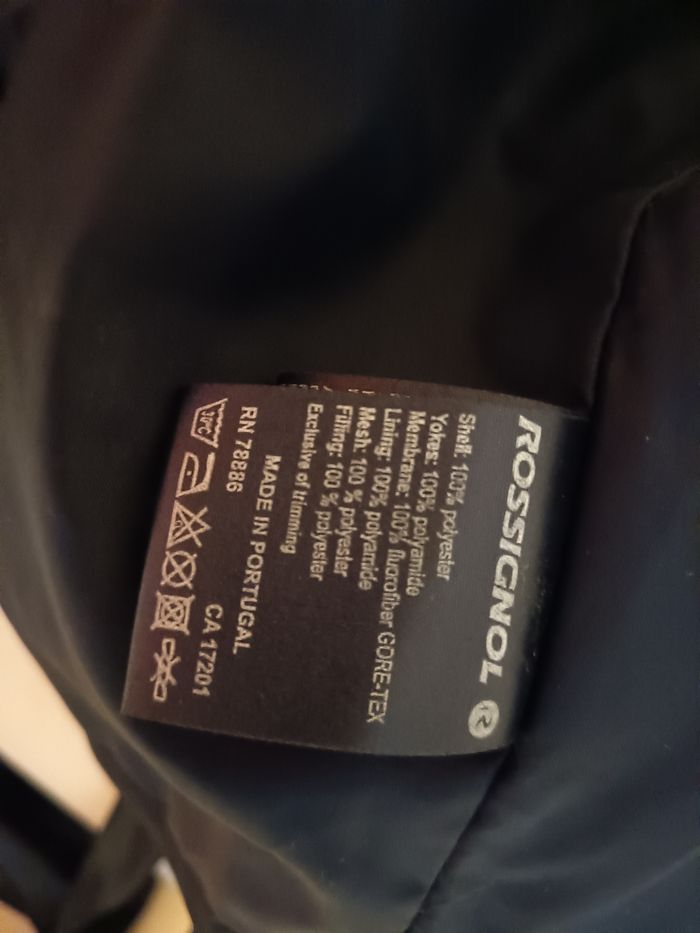 ROSSIGNOL ®
Shell: 100% polyester
Yokes: 100% polyamide
Membrane: 100% fluorofiber GORE-TEX
Lining: 100% polyamide
Mesh: 100 % polyester
Filling: 100 % polyester
Exclusive of trimming
MADE IN PORTUGAL
RN 78886 CA 17201